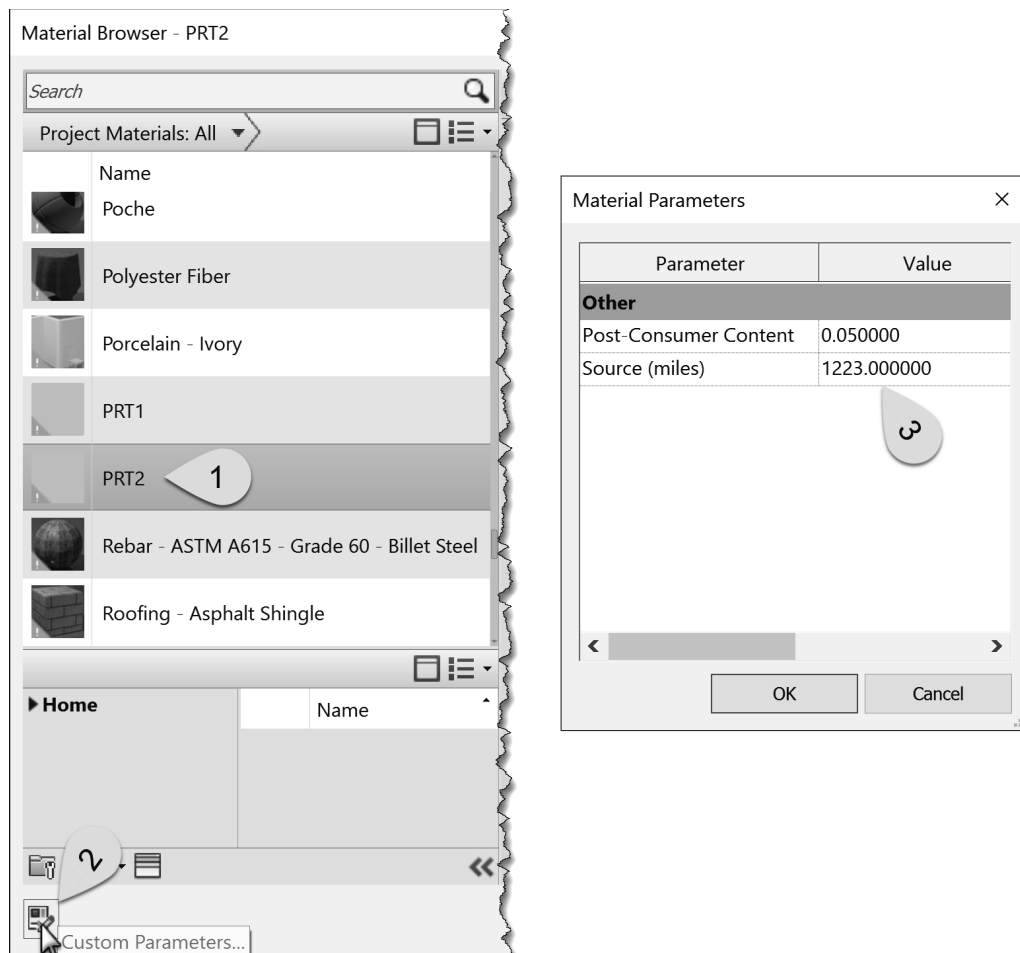 Material Browser - PRT2
Search
Project Materials: All
Name
Poche
Polyester Fiber
Porcelain - Ivory
PRT1
PRT2
1
Rebar - ASTM A615 - Grade 60 - Billet Steel
Roofing - Asphalt Shingle
Home
Name
2
Custom Parameters...
Material Parameters
Parameter Value
Other
Post-Consumer Content 0.050000
Source (miles) 1223.000000
3
OK Cancel